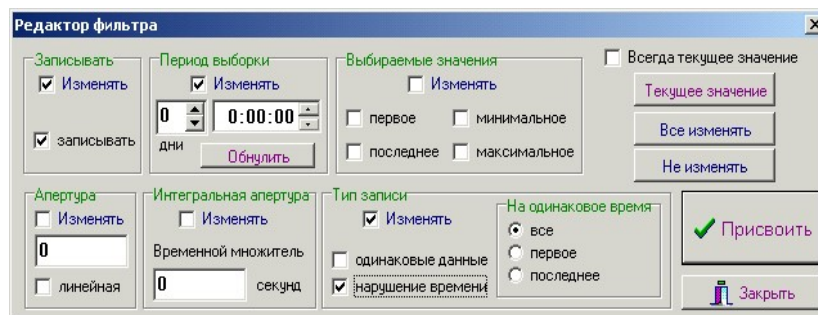 Редактор фильтра
Записывать
Изменять
записывать
Период выборки
Изменять
0 0:00:00
дни Обнулить
Выбираемые значения
Изменять
первое минимальное
последнее максимальное
Всегда текущее значение
Текущее значение
Все изменять
Не изменять
Апертура
Изменять
0
линейная
Интегральная апертура
Изменять
Временной множитель
0 секунд
Тип записи
Изменять
одинаковые данные
нарушение времени
На одинаковое время
все
первое
последнее
Присвоить
Закрыть